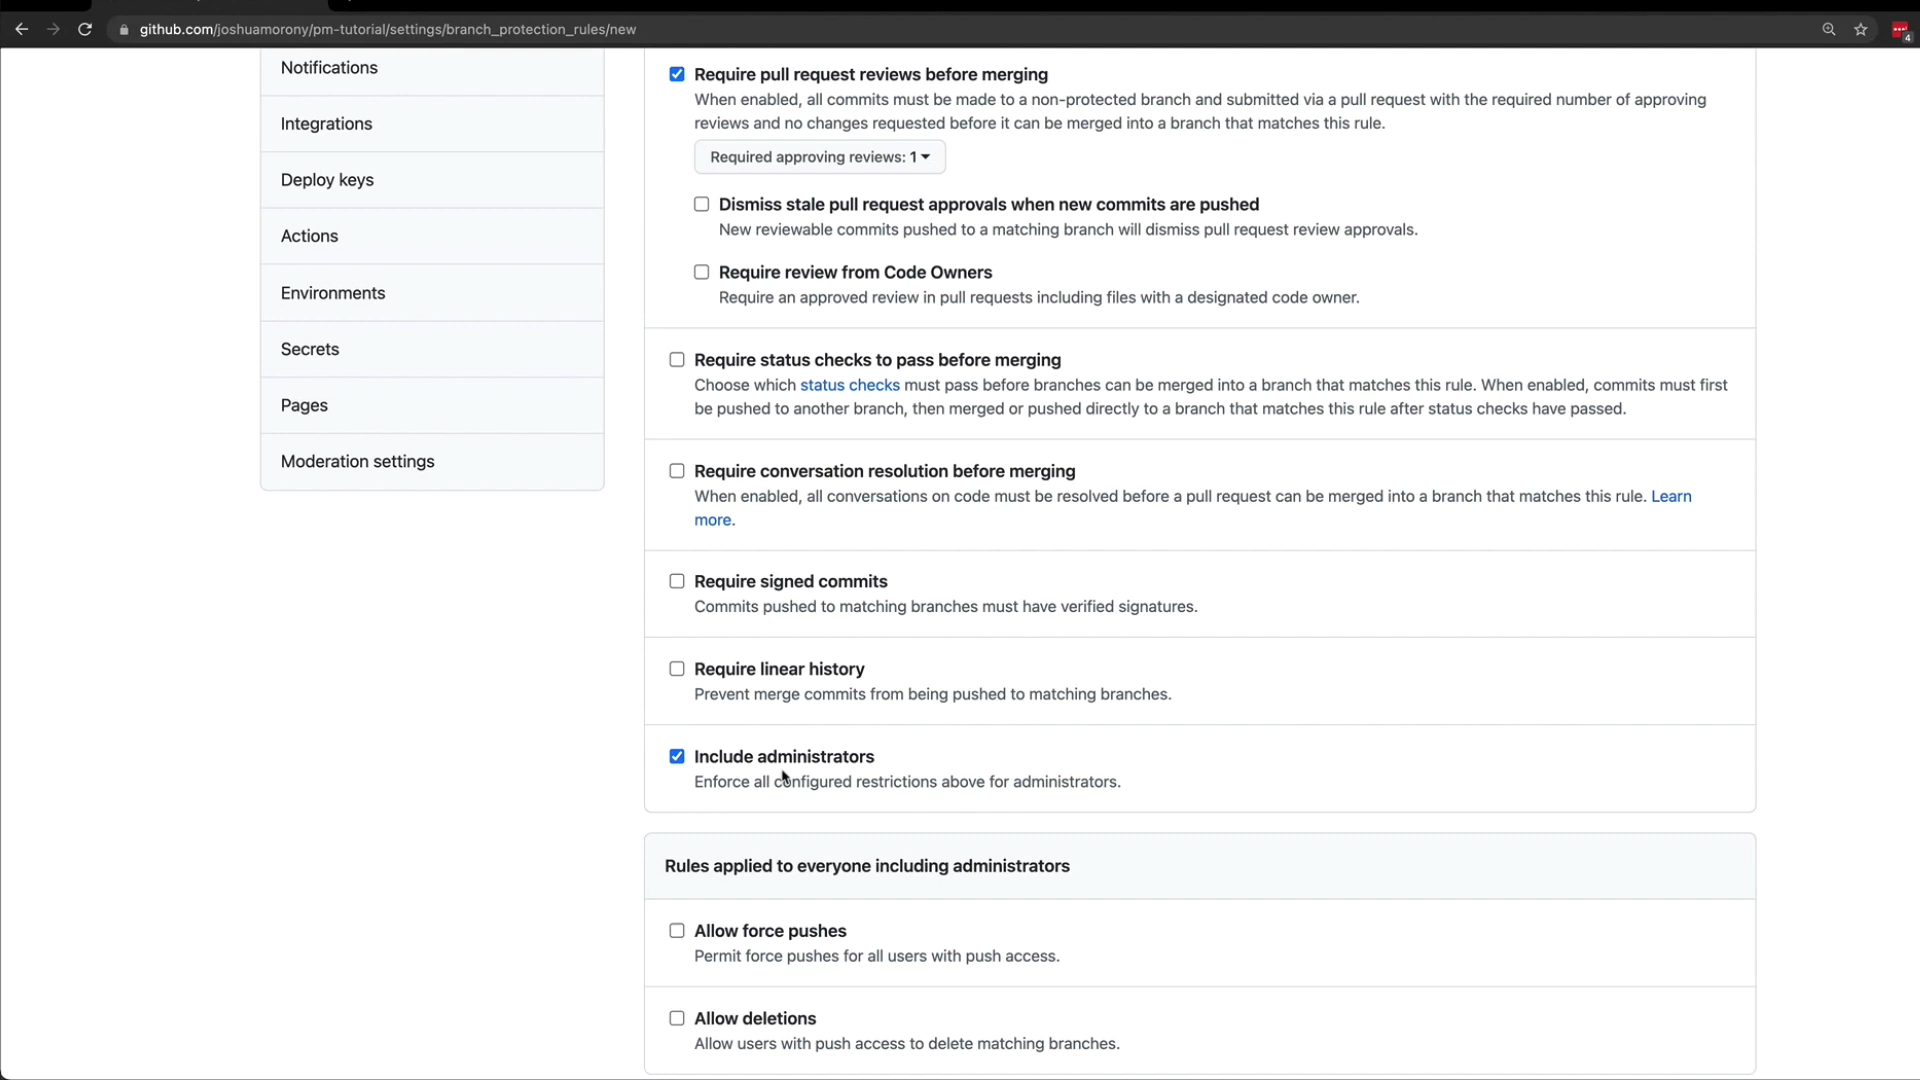 github.com/joshuamorony/pm-tutorial/settings/branch_protection_rules/new
4
Notifications
Integrations
Deploy keys
Actions
Environments
Secrets
Pages
Moderation settings
Require pull request reviews before merging
When enabled, all commits must be made to a non-protected branch and submitted via a pull request with the required number of approving
reviews and no changes requested before it can be merged into a branch that matches this rule.
Required approving reviews: 1
Dismiss stale pull request approvals when new commits are pushed
New reviewable commits pushed to a matching branch will dismiss pull request review approvals.
Require review from Code Owners
Require an approved review in pull requests including files with a designated code owner.
Require status checks to pass before merging
Choose which status checks must pass before branches can be merged into a branch that matches this rule. When enabled, commits must first
be pushed to another branch, then merged or pushed directly to a branch that matches this rule after status checks have passed.
Require conversation resolution before merging
When enabled, all conversations on code must be resolved before a pull request can be merged into a branch that matches this rule. Learn
more.
Require signed commits
Commits pushed to matching branches must have verified signatures.
Require linear history
Prevent merge commits from being pushed to matching branches.
Include administrators
Enforce all configured restrictions above for administrators.
Rules applied to everyone including administrators
Allow force pushes
Permit force pushes for all users with push access.
Allow deletions
Allow users with push access to delete matching branches.